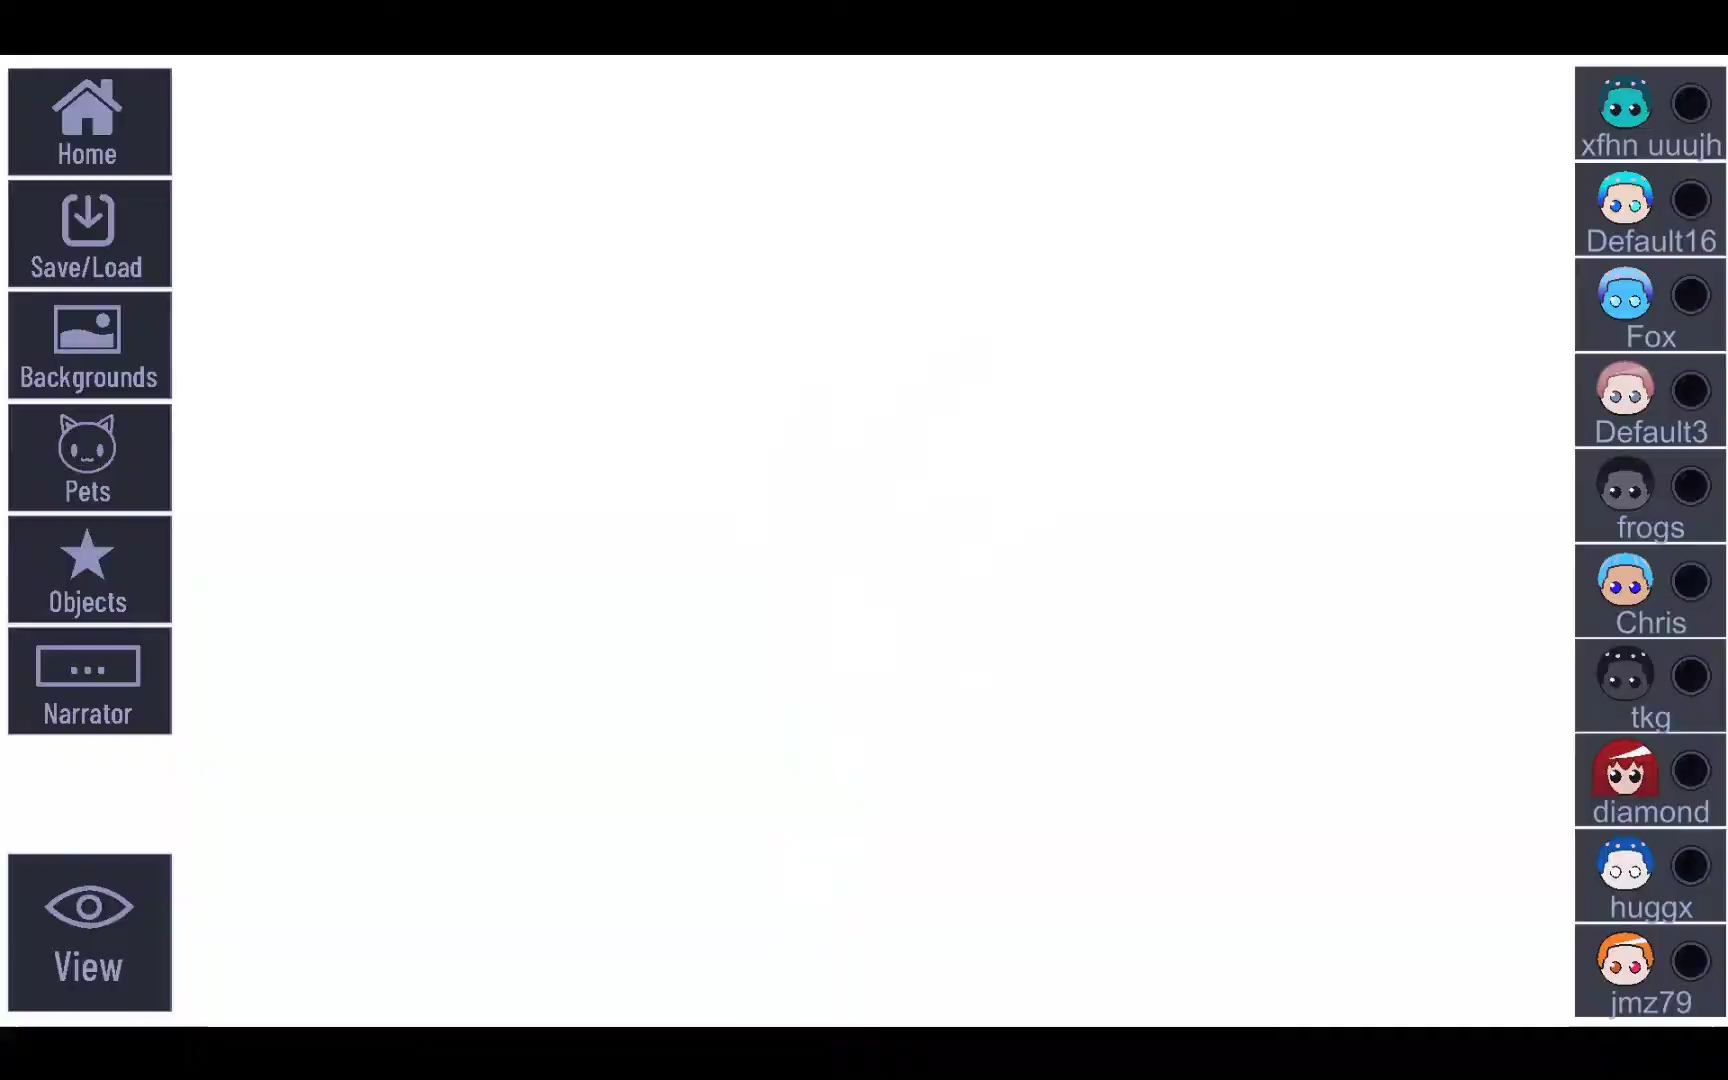 Home
Save/Load
Backgrounds
Pets
Objects
...
Narrator
View
xfhn uuujh
Default16
Fox
Default3
frogs
Chris
tkg
diamond
huggx
jmz79